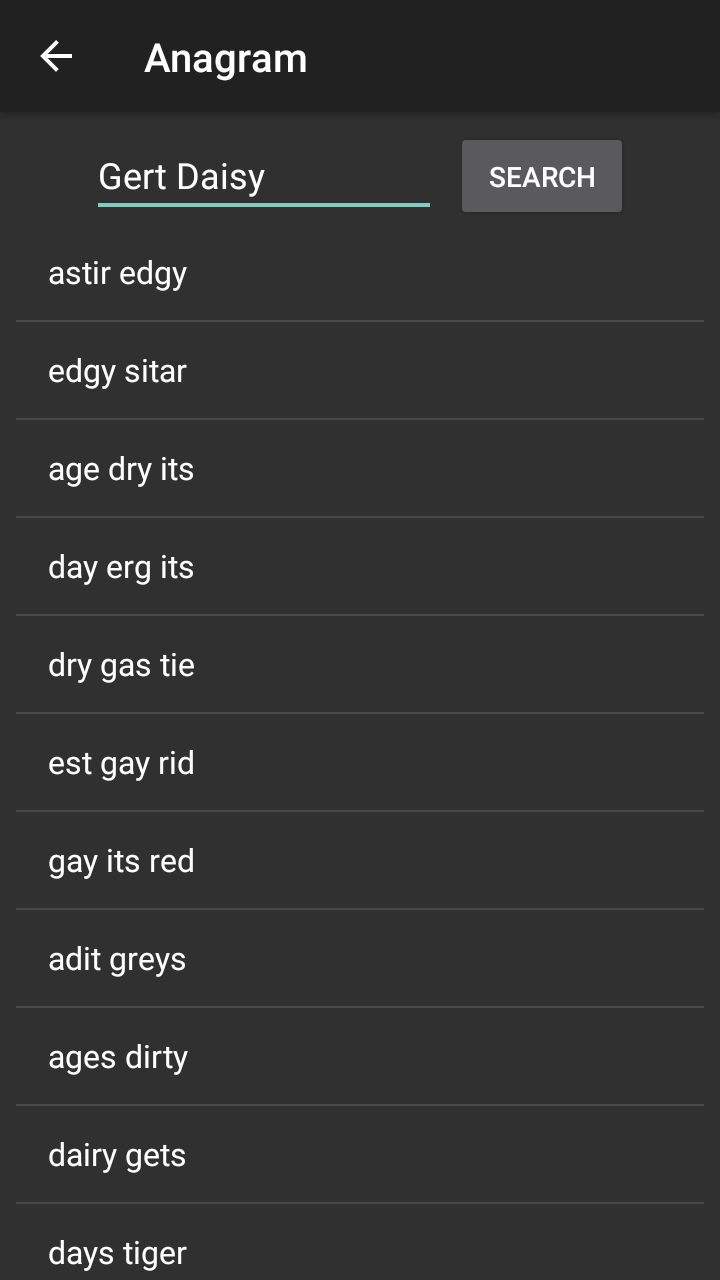 Anagram
Gert Daisy
SEARCH
astir edgy
edgy sitar
age dry its
day erg its
dry gas tie
est gay rid
gay its red
adit greys
ages dirty
dairy gets
days tiger